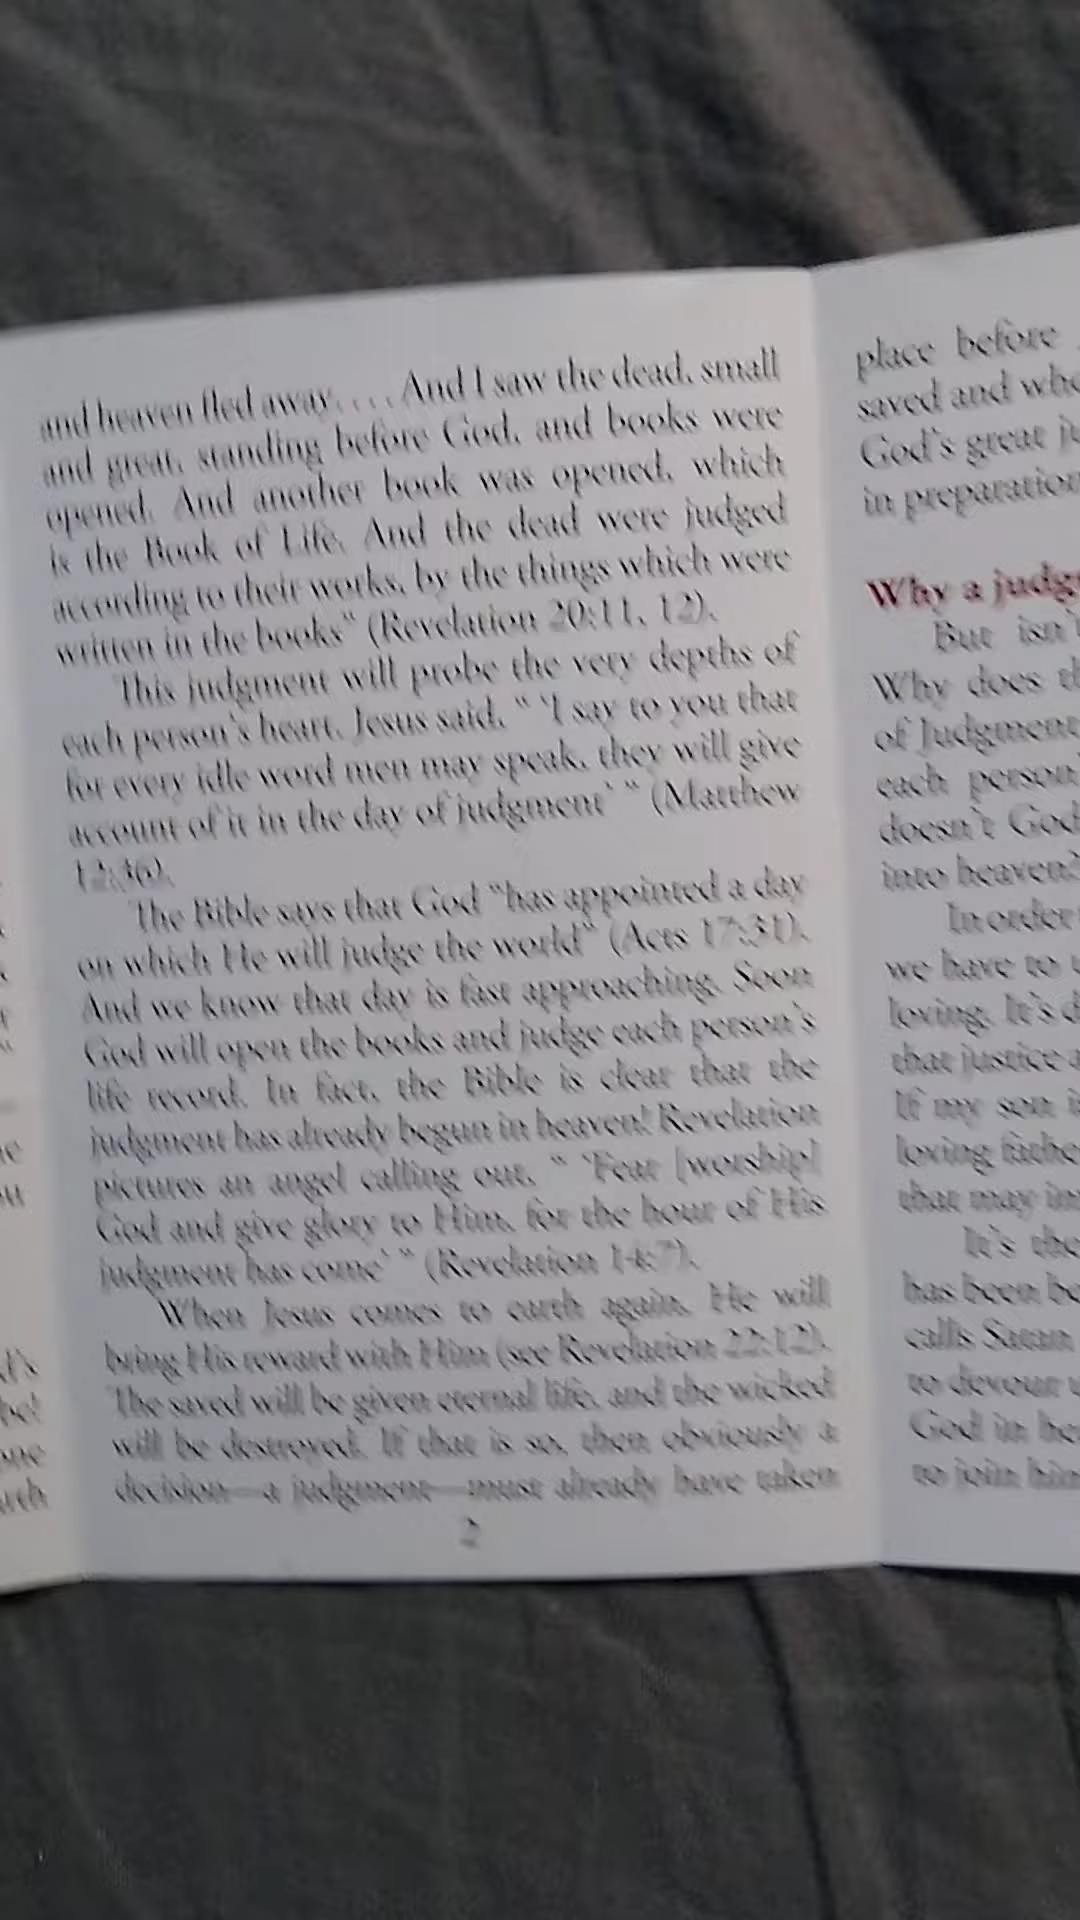 and heaven fled away. . . . And I saw the dead, small
and great, standing before God, and books were
opened. And another book was opened, which
is the Book of Life. And the dead were judged
according to their works, by the things which were
written in the books" (Revelation 20:11, 12).
This judgment will probe the very depths of
each person's heart. Jesus said, " 'I say to you that
for every idle word men may speak, they will give
account of it in the day of judgment' " (Matthew
12:36).
The Bible says that God "has appointed a day
on which He will judge the world" (Acts 17:31).
And we know that day is fast approaching. Soon
God will open the books and judge each person's
life record. In fact, the Bible is clear that the
judgment has already begun in heaven! Revelation
pictures an angel calling out, " 'Fear [worship]
God and give glory to Him, for the hour of His
judgment has come' " (Revelation 14:7).
When Jesus comes to earth again, He will
bring His reward with Him (see Revelation 22:12).
The saved will be given eternal life, and the wicked
will be destroyed. If that is so, then obviously a
decision—a judgment—must already have taken
2
place before
saved and
God's great
in preparation
Why a
But isn't
Why does
of Judgment
each person
doesn't God
into heaven?
In order
we have to
loving. It's
that justice
If my son
loving
that may
It's the
has been
calls Satan
to devour
God in
to join